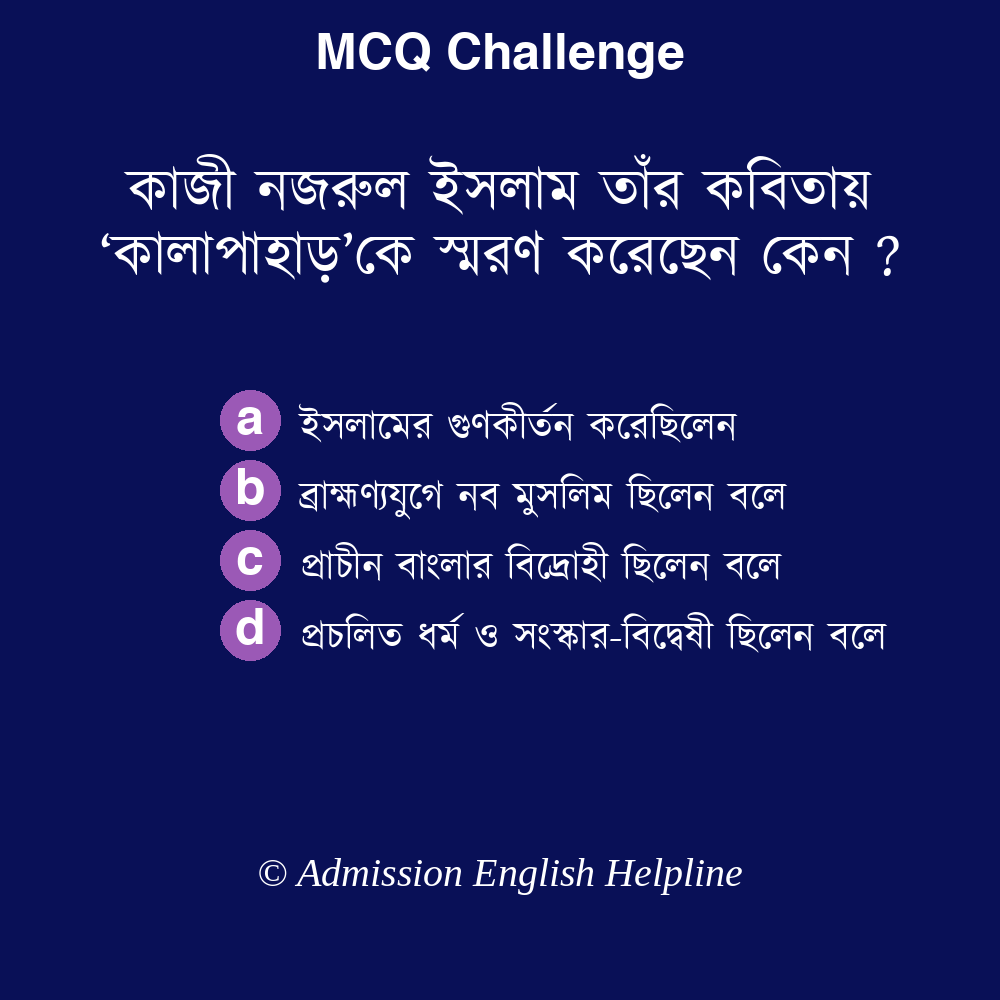 MCQ Challenge
কাজী নজরুল ইসলাম তাঁর কবিতায়
‘কালাপাহাড়’কে স্মরণ করেছেন কেন ?
a ইসলামের গুণকীর্তন করেছিলেন
b ব্রাহ্মণ্যযুগে নব মুসলিম ছিলেন বলে
c প্রাচীন বাংলার বিদ্রোহী ছিলেন বলে
d প্রচলিত ধর্ম ও সংস্কার-বিদ্বেষী ছিলেন বলে
© Admission English Helpline